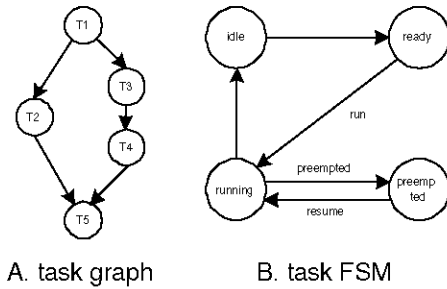 T1
T2
T3
T4
T5
A. task graph
idle
ready
run
running
preempted
resume
preemp
ted
B. task FSM